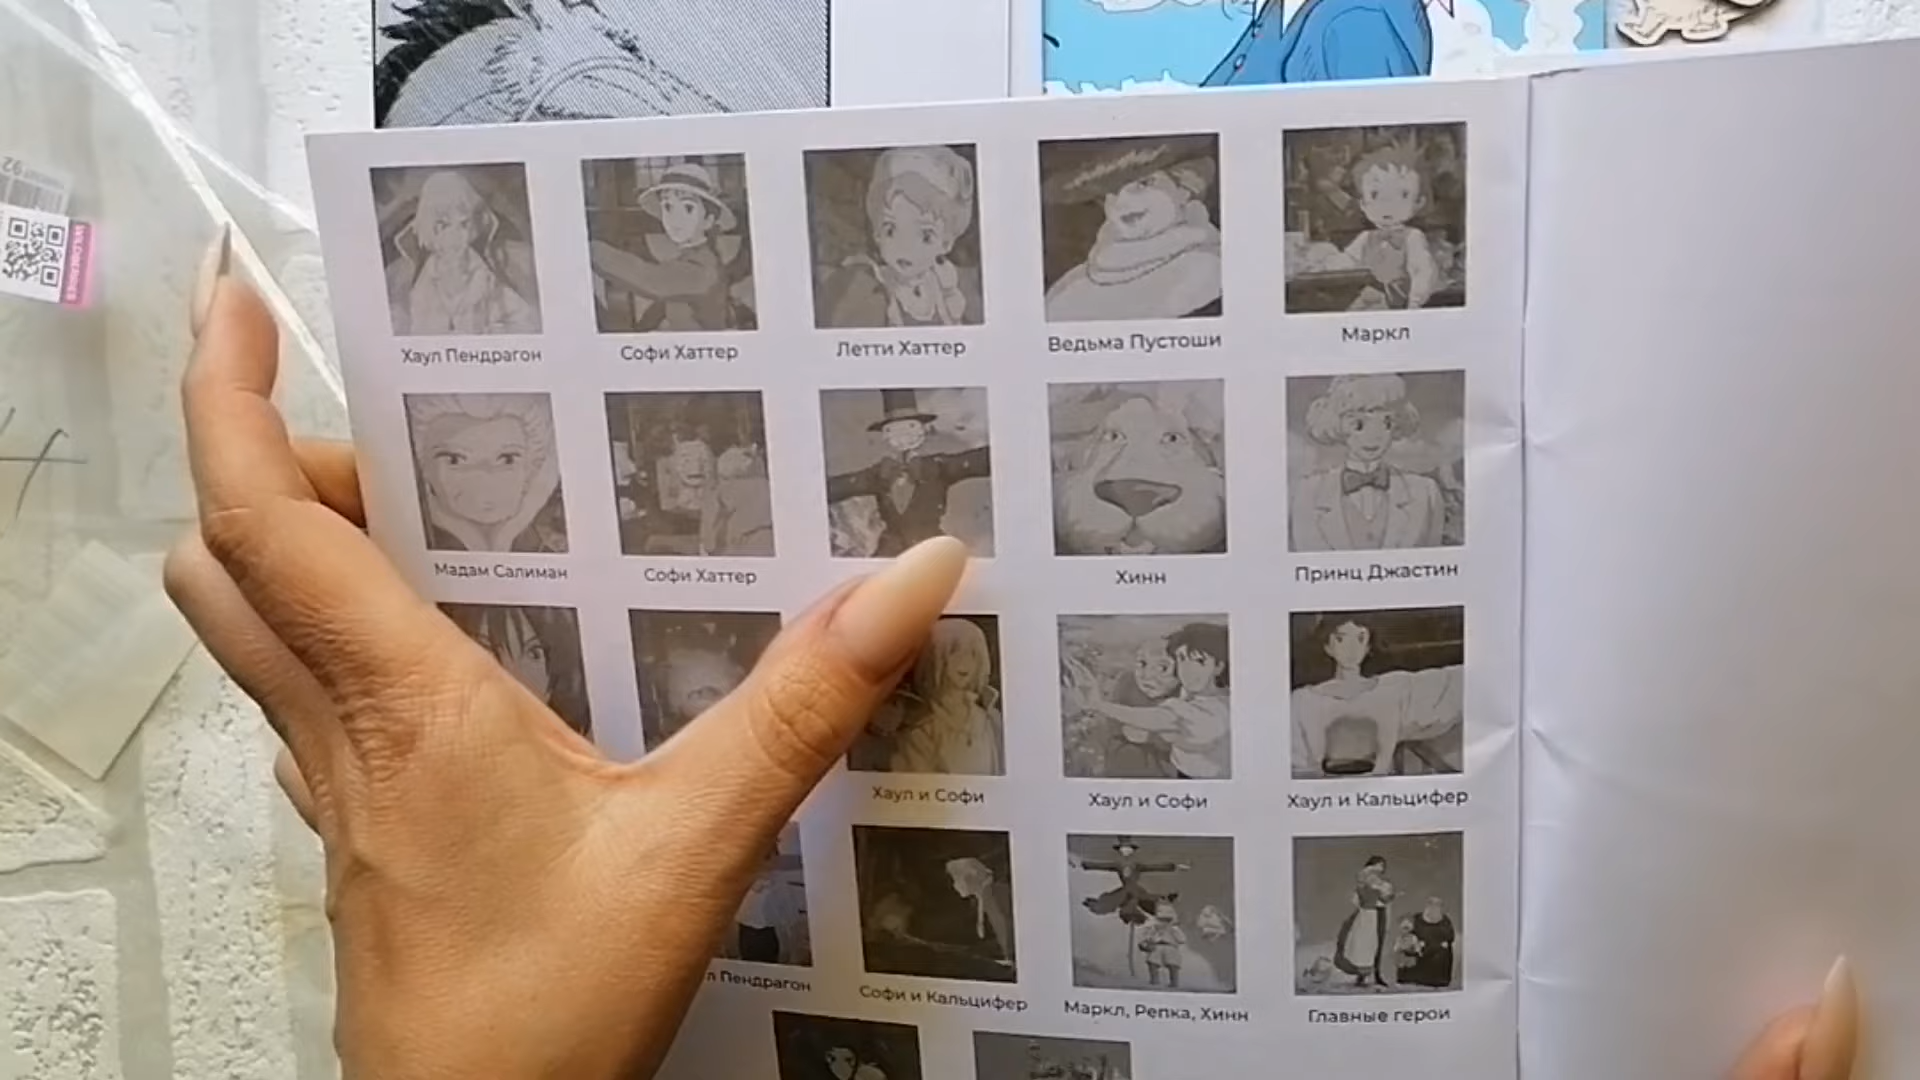 WILDBERRIES
Хаул Пендрагон
Софи Хаттер
Летти Хаттер
Ведьма Пустоши
Маркл
Мадам Салиман
Софи Хаттер
Хинн
Принц Джастин
Хаул и Софи
Хаул и Софи
Хаул и Кальцифер
л Пендрагон
Софи и Кальцифер
Маркл, Репка, Хинн
Главные герои